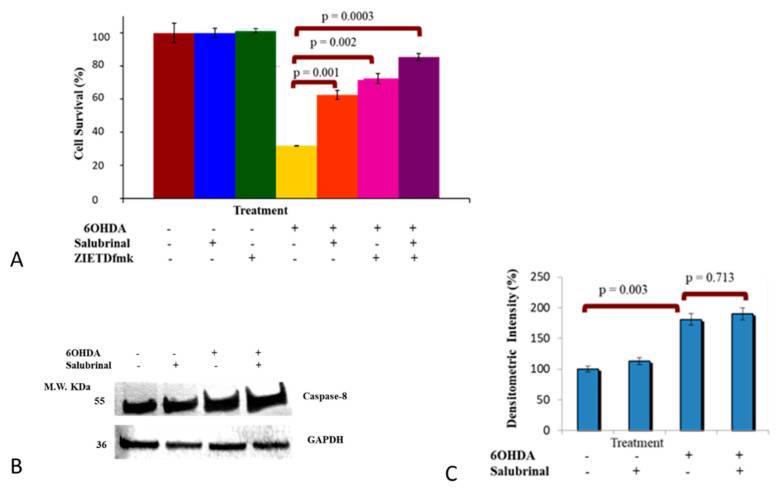 p = 0.0003
p = 0.002
p = 0.001
100
80
60
40
20
0
Cell Survival (%)
Treatment
6OHDA - - - + + + +
Salubrinal - + - - + - +
ZIETDfmk - - + - - + +
A
6OHDA - - + +
Salubrinal - + - +
M.W. KDa
55 Caspase-8
36 GAPDH
B
250
200
150
100
50
0
Densitometric Intensity (%)
p = 0.003
p = 0.713
Treatment
6OHDA - - + +
Salubrinal - + - +
C